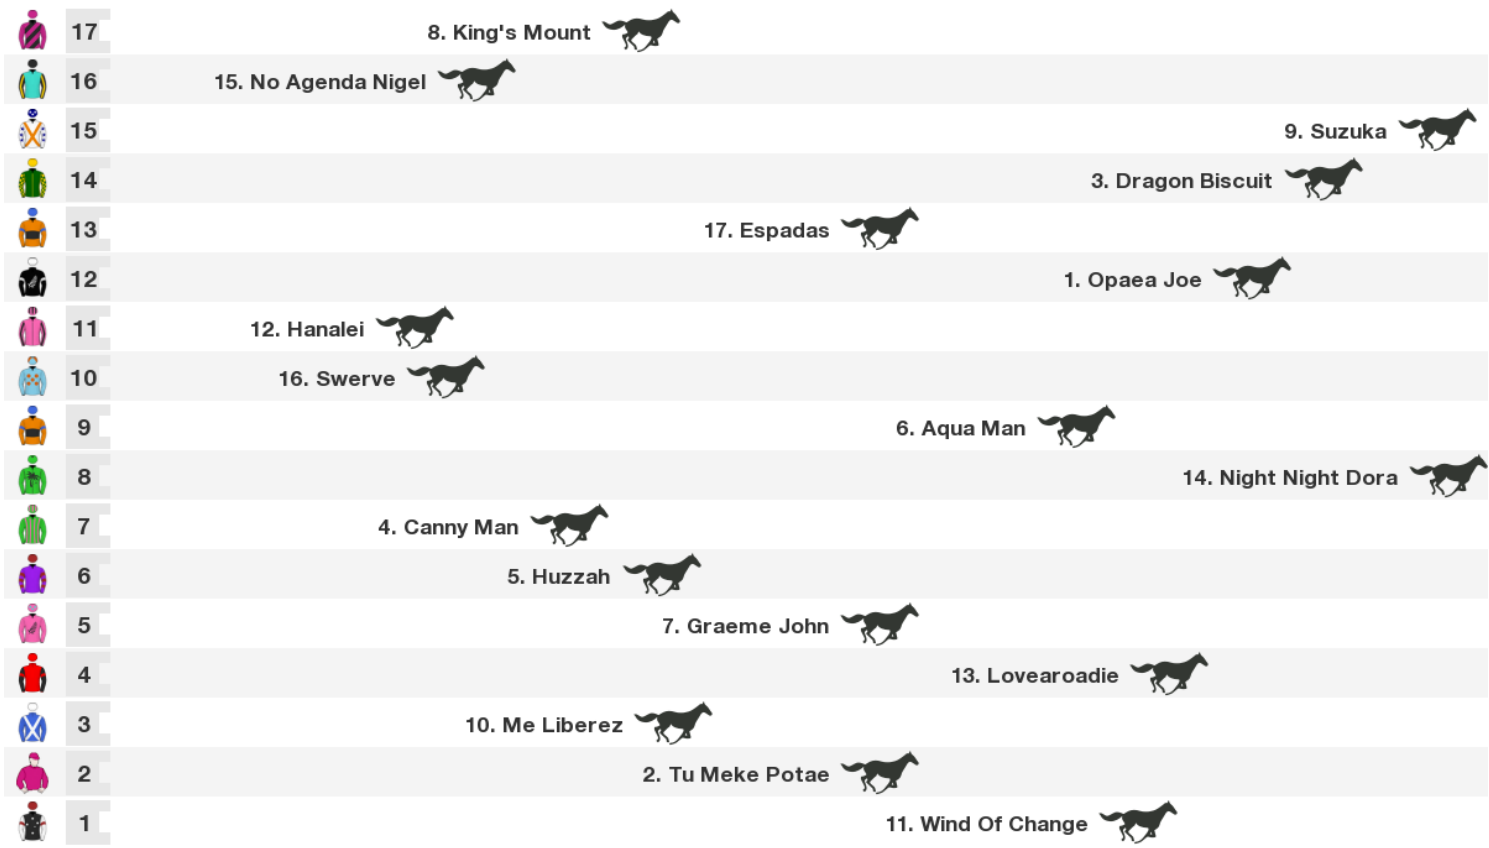 17 8. King's Mount
16 15. No Agenda Nigel
15 9. Suzuka
14 3. Dragon Biscuit
13 17. Espadas
12 1. Opaea Joe
11 12. Hanalei
10 16. Swerve
9 6. Aqua Man
8 14. Night Night Dora
7 4. Canny Man
6 5. Huzzah
5 7. Graeme John
4 13. Lovearoadie
3 10. Me Liberez
2 2. Tu Meke Potae
1 11. Wind Of Change